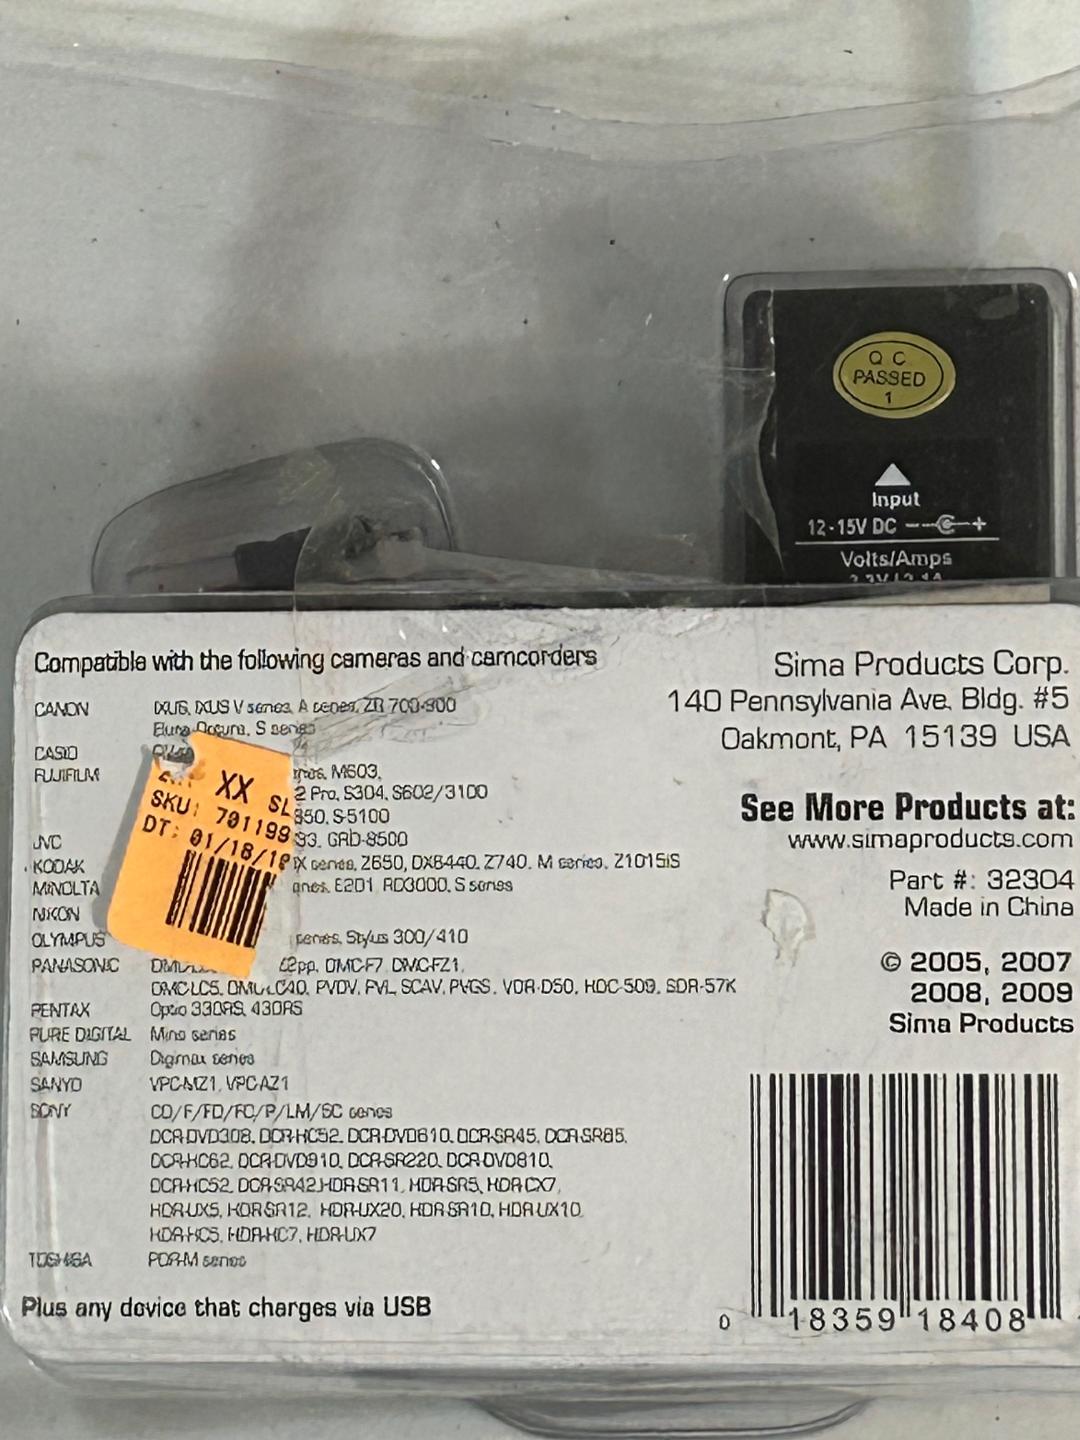 Q C
PASSED
1
Input
12-15V DC
+
Volts/Amps
Compatible with the following cameras and camcorders
CANON IXUS, IXUS V series, A series, ZR 700-900
Elura-Optura, S series
CASIO
FUJIFILM M603,
2 Pro, S304, S602/3100
S-5100
JVC GRD-8500
KODAK series, Z650, DX6440, Z740, M series, Z1015iS
MINOLTA E201, RD3000, S series
NIKON
OLYMPUS series, Stylus 300/410
PANASONIC DMC-F7, DMC-FZ1,
DMC-LC5, PVDV, PVL, SCAV, PVGS, VDR-D50, HDC-509, SDR-57K
PENTAX Optio 330RS, 430RS
PURE DIGITAL Mino series
SAMSUNG Digimax series
SANYO VPC-MZ1, VPC-AZ1
SONY CD/F/FD/FC/P/LM/SC series
DCR-DVD308, DCR-HC52, DCR-DVD610, DCR-SR45, DCR-SR85,
DCR-HC62, DCR-DVD910, DCR-SR220, DCR-DVD810,
DCR-HC52, DCR-SR42,HDR-SR11, HDR-SR5, HDR-CX7,
HDR-UX5, HDR-SR12, HDR-UX20, HDR-SR10, HDR-UX10,
HDR-HC5, HDR-HC7, HDR-UX7
TOSHIBA PDR-M series
Plus any device that charges via USB
XX SL
SKU: 701199
DT: 01/18/18
Sima Products Corp.
140 Pennsylvania Ave. Bldg. #5
Oakmont, PA 15139 USA
See More Products at:
www.simaproducts.com
Part #: 32304
Made in China
© 2005, 2007
2008, 2009
Sima Products
0 18359 18408